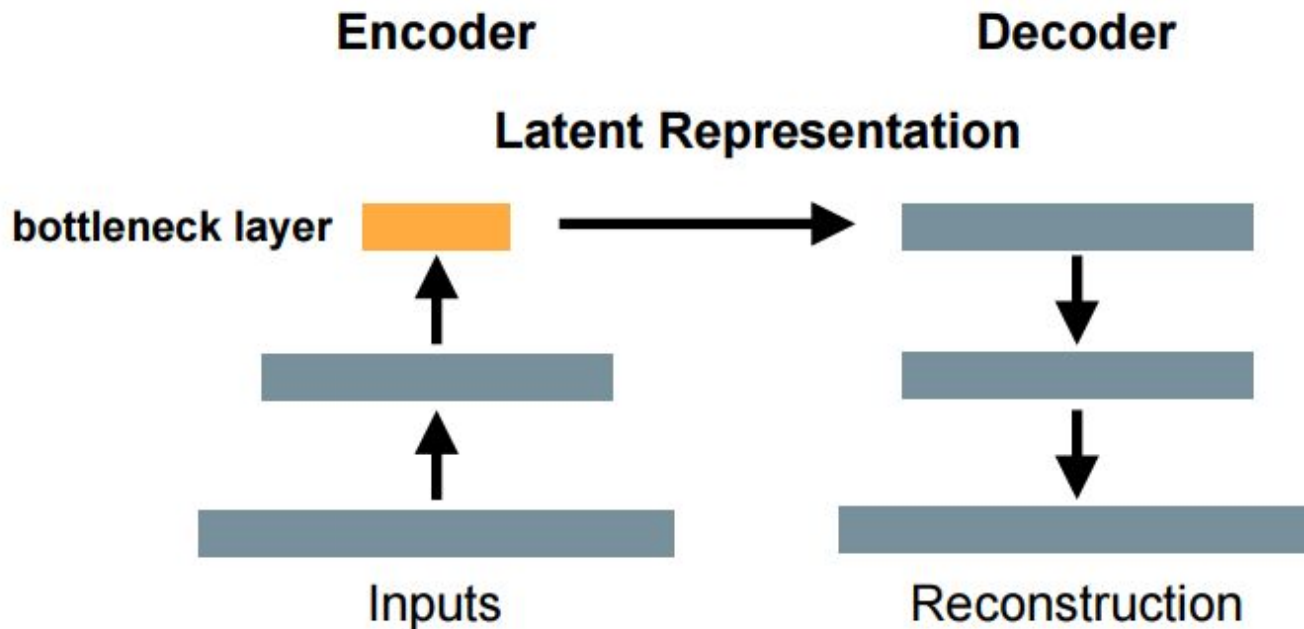 Encoder
Decoder
Latent Representation
bottleneck layer
Inputs
Reconstruction